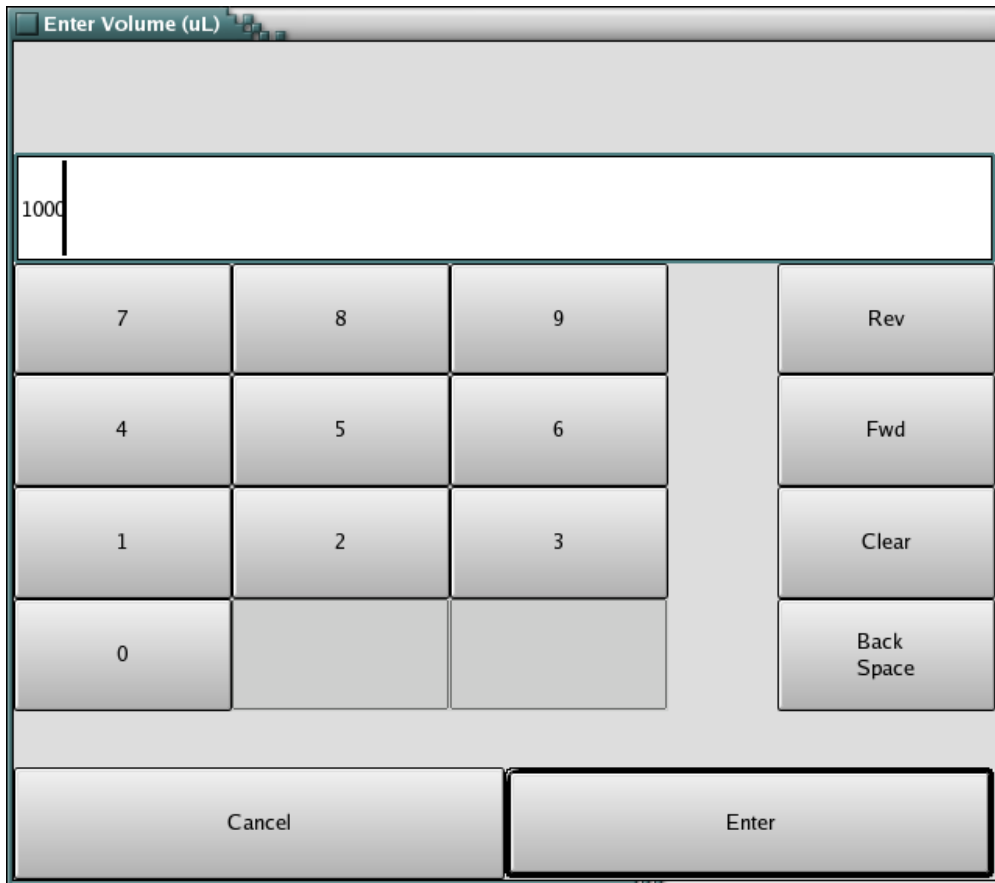 Enter Volume (uL)
1000
7 8 9 Rev
4 5 6 Fwd
1 2 3 Clear
0 Back
Space
Cancel Enter